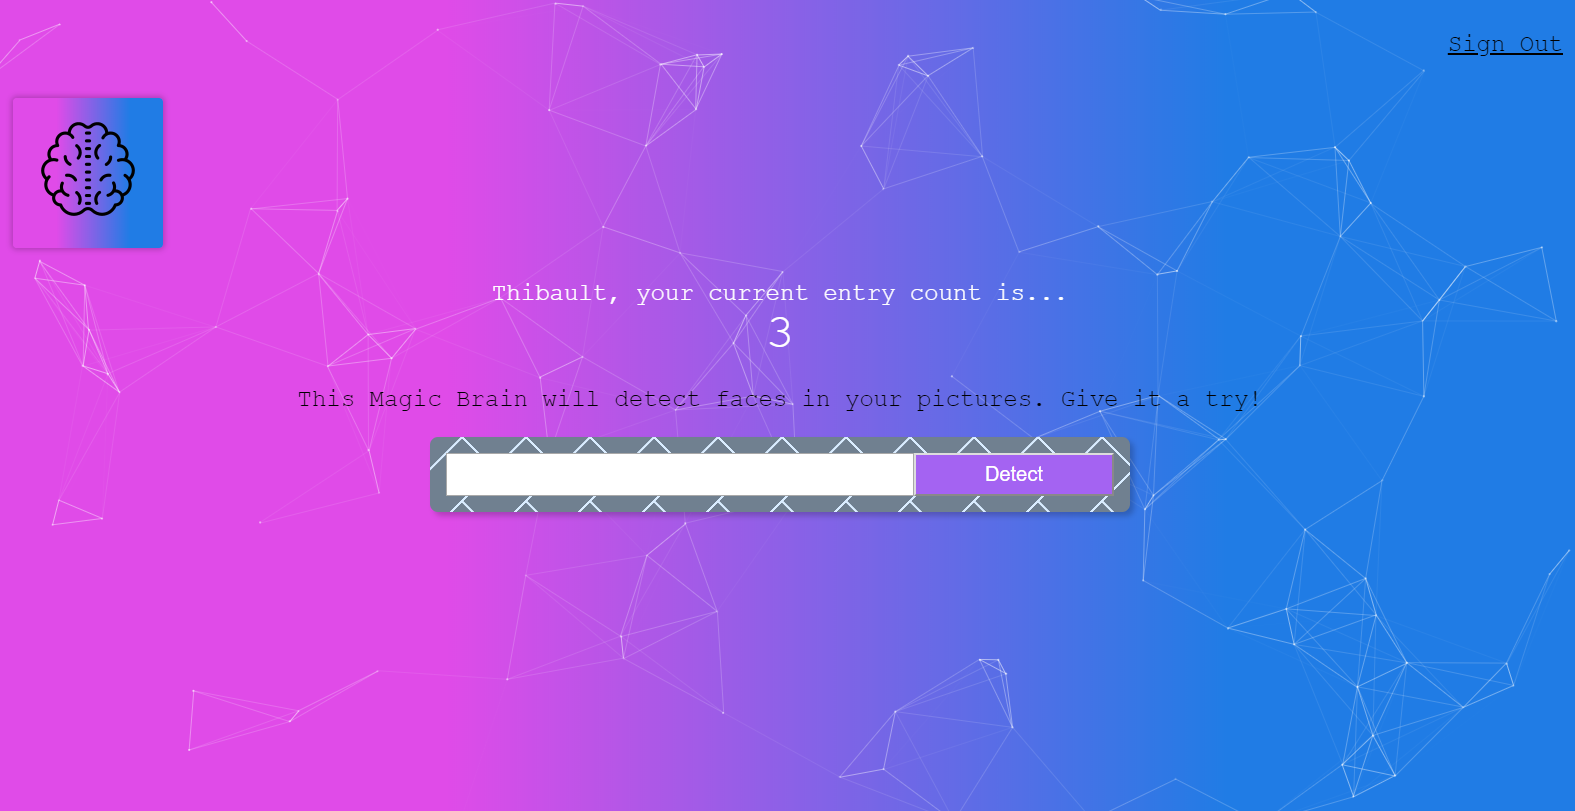 Sign Out
Thibault, your current entry count is...
3
This Magic Brain will detect faces in your pictures. Give it a try!
Detect